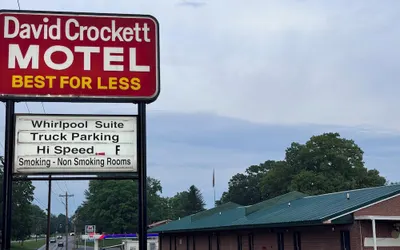 David Crockett
MOTEL
BEST FOR LESS
Whirlpool Suite
Truck Parking
Hi Speed F
Smoking - Non Smoking Rooms